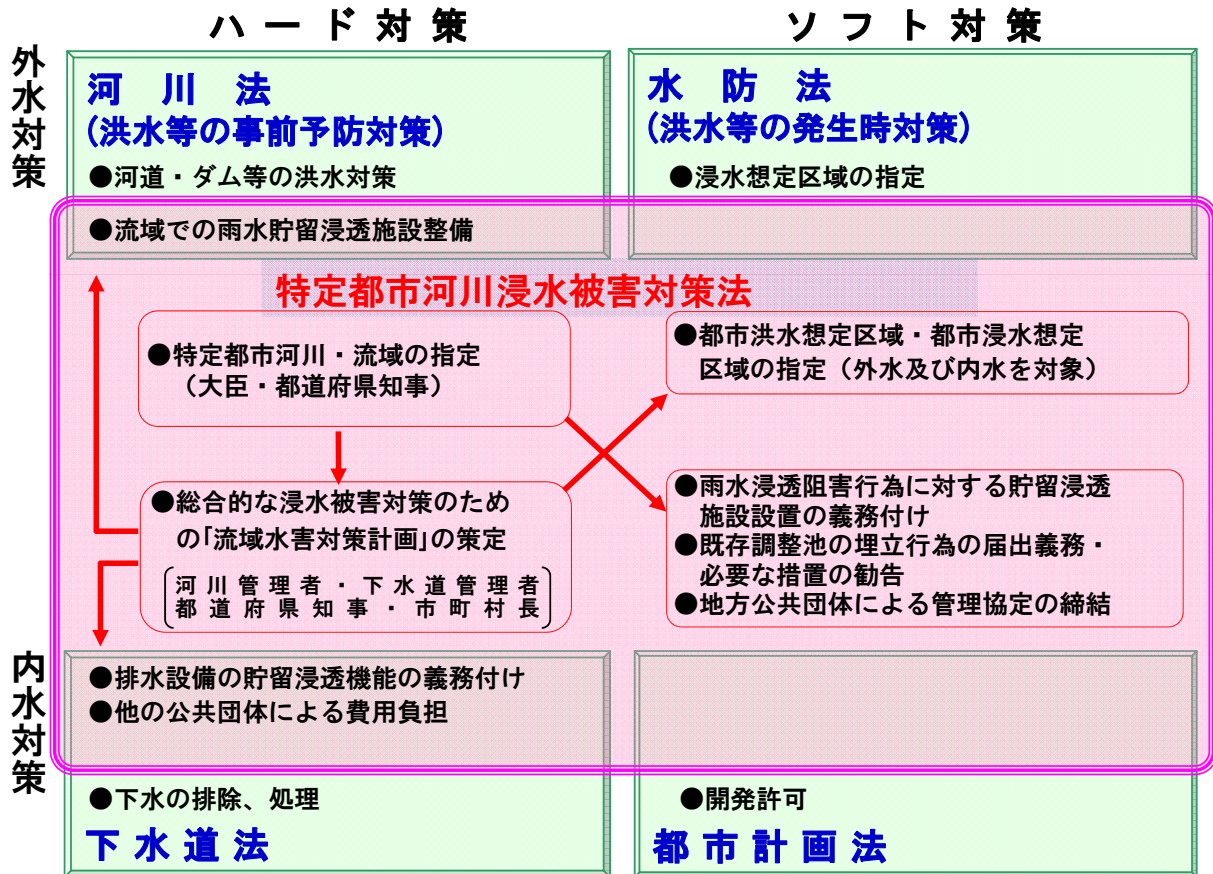 ハード対策
ソフト対策
外水対策
河川法
(洪水等の事前予防対策)
●河道・ダム等の洪水対策
●流域での雨水貯留浸透施設整備
水防法
(洪水等の発生時対策)
●浸水想定区域の指定
特定都市河川浸水被害対策法
●特定都市河川・流域の指定
（大臣・都道府県知事）
●都市洪水想定区域・都市浸水想定
区域の指定（外水及び内水を対象）
●総合的な浸水被害対策のため
の｢流域水害対策計画｣の策定
河川管理者・下水道管理者
都道府県知事・市町村長
●雨水浸透阻害行為に対する貯留浸透
施設設置の義務付け
●既存調整池の埋立行為の届出義務・
必要な措置の勧告
●地方公共団体による管理協定の締結
内水対策
●排水設備の貯留浸透機能の義務付け
●他の公共団体による費用負担
●下水の排除、処理
下水道法
●開発許可
都市計画法